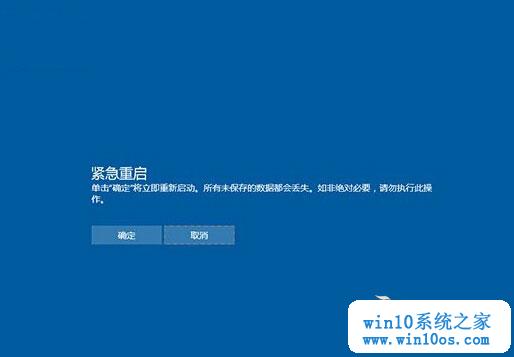 紧急重启
单击"确定"将立即重新启动。所有未保存的数据都会丢失。如非绝对必要，请勿执行此操
作。
确定
取消
win10系统之家
www.win10os.com